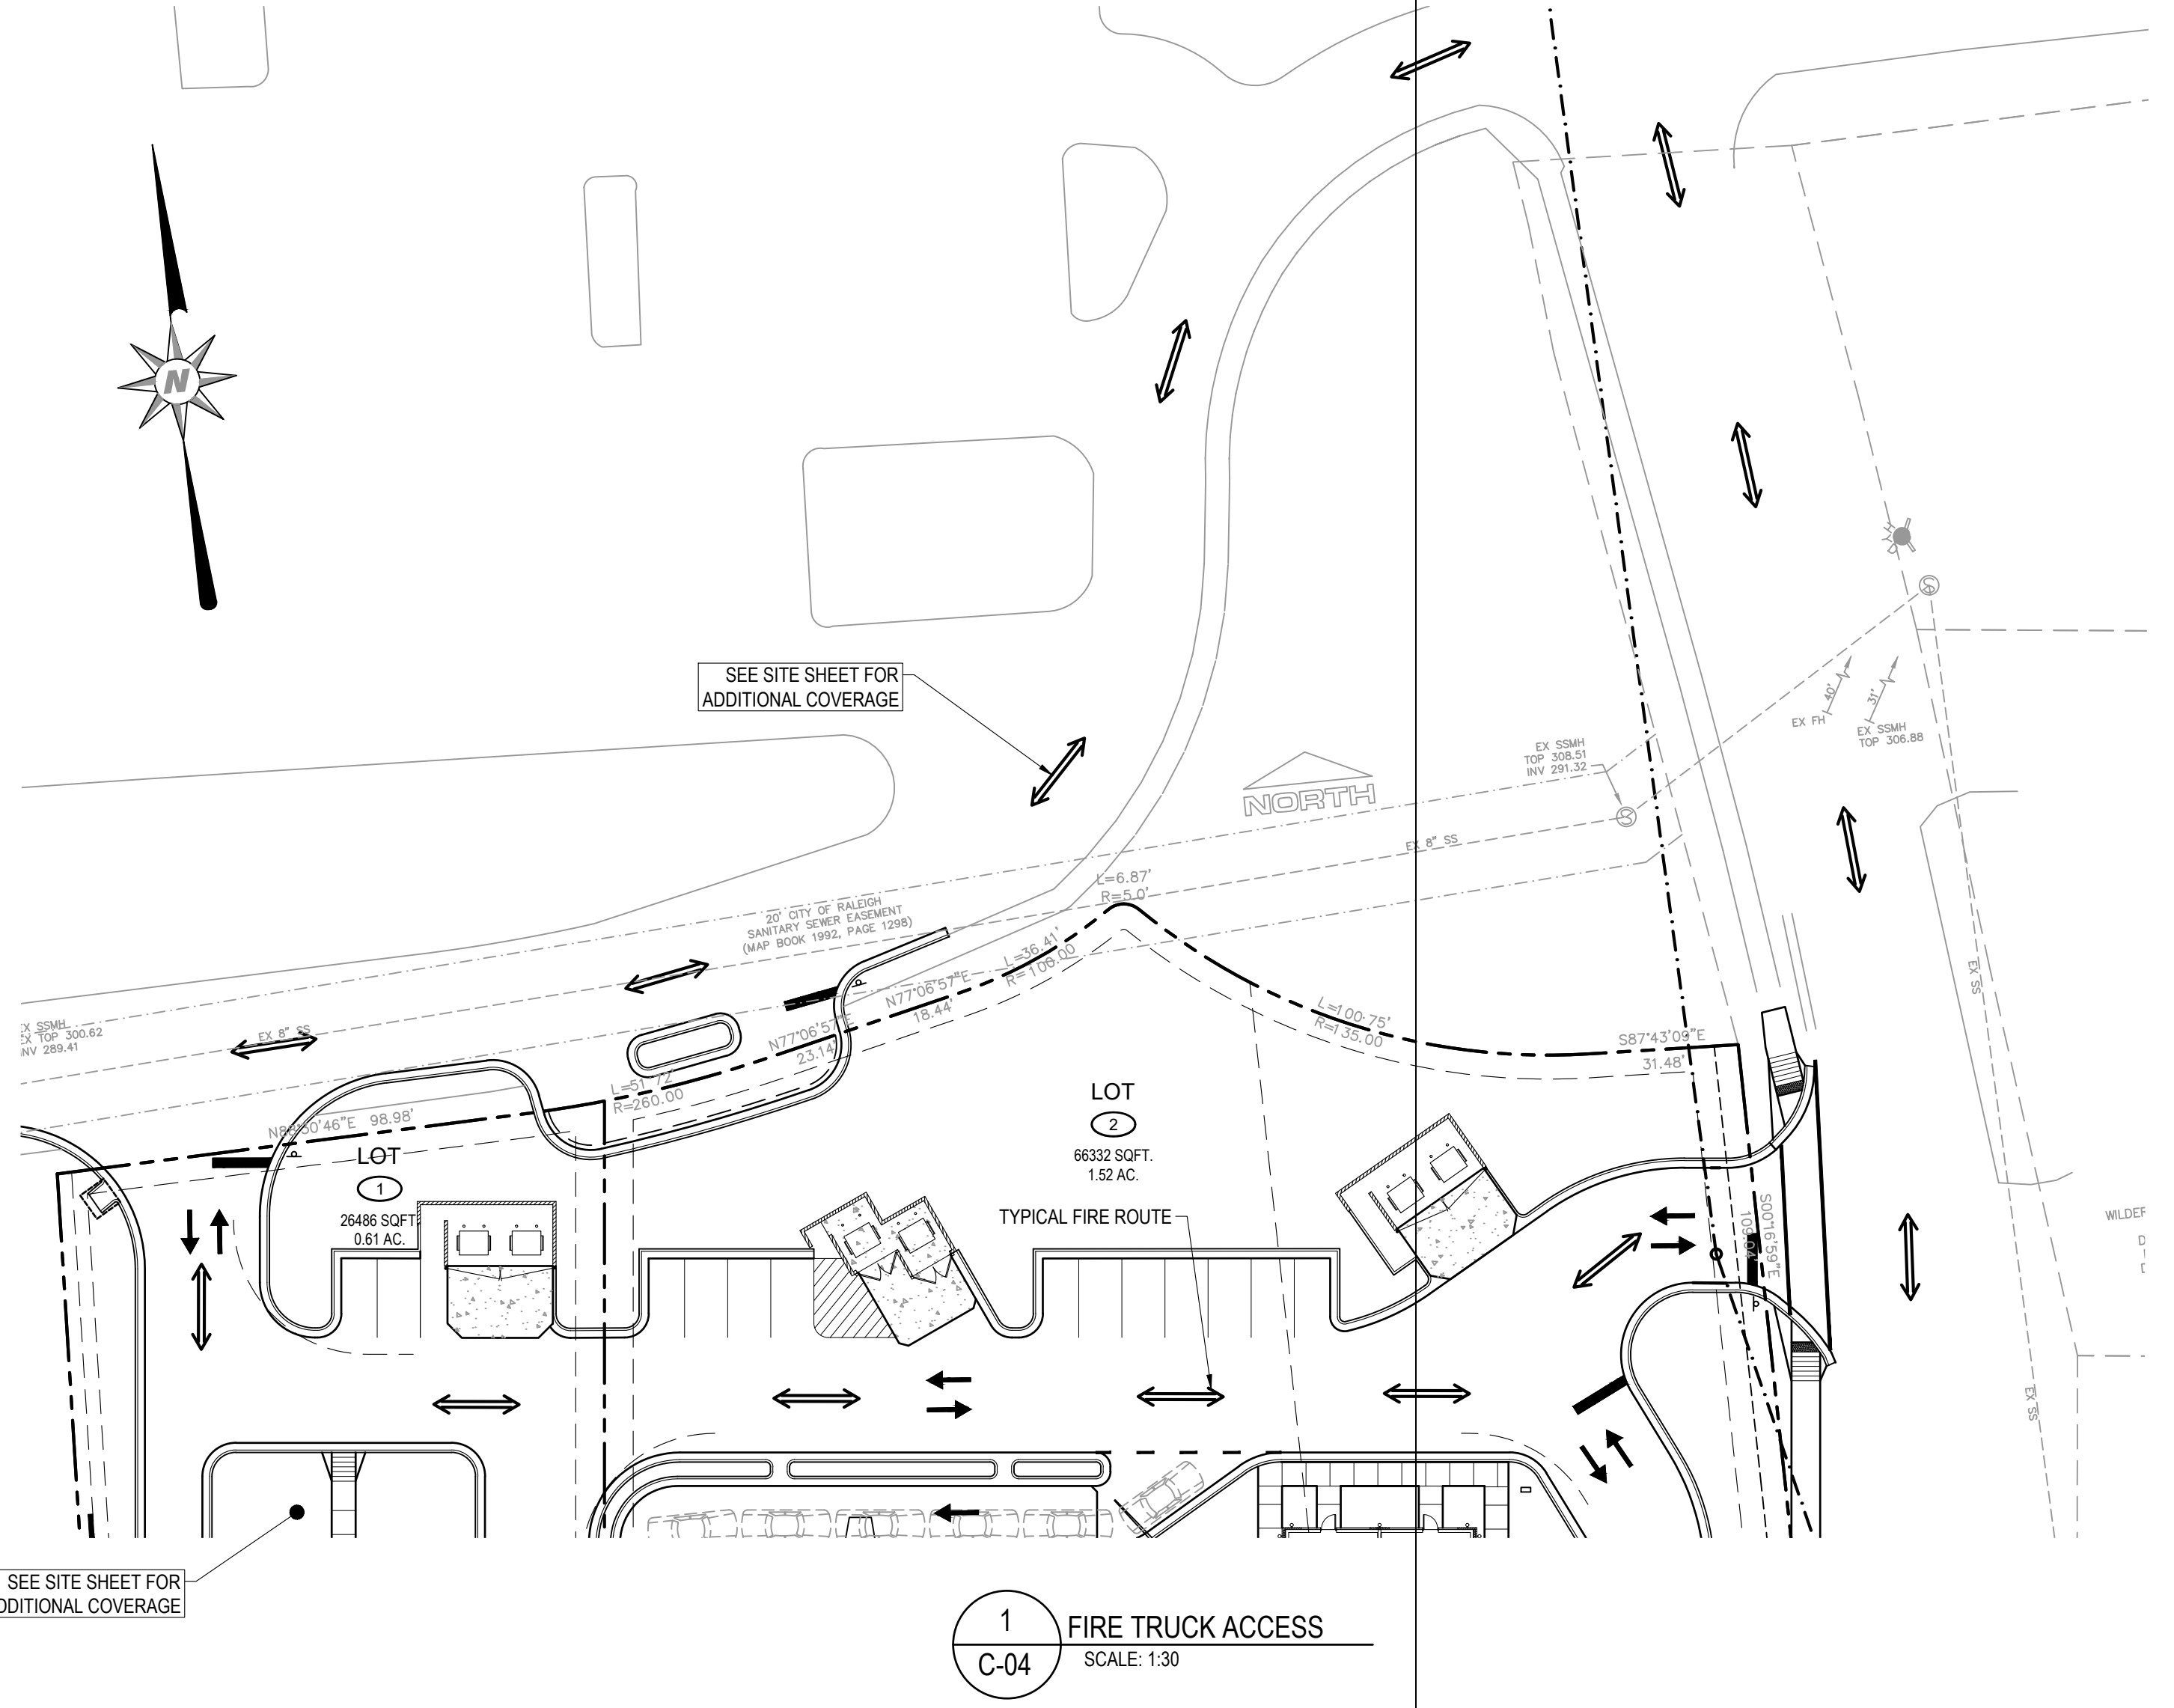 N
SEE SITE SHEET FOR
ADDITIONAL COVERAGE
40'
31'
EX FH
EX SSMH
TOP 306.88
EX SSMH
TOP 308.51
INV 291.32
NORTH
EX 8" SS
L=6.87'
R=5.0'
20' CITY OF RALEIGH
SANITARY SEWER EASEMENT
(MAP BOOK 1992, PAGE 1298)
L=36.41'
R=100.00
N77°06'57"E
18.44'
N77°06'57"E
23.14'
L=51.72'
R=260.00
L=100.75'
R=135.00
S87°43'09"E
31.48'
EX SS
EX SSMH
EX TOP 300.62
INV 289.41
EX 8" SS
98.98'
LOT
1
26486 SQFT
0.61 AC.
LOT
2
66332 SQFT.
1.52 AC.
TYPICAL FIRE ROUTE
S00°16'59"E
WILDER
EX SS
SEE SITE SHEET FOR
DDITIONAL COVERAGE
1
C-04
FIRE TRUCK ACCESS
SCALE: 1:30